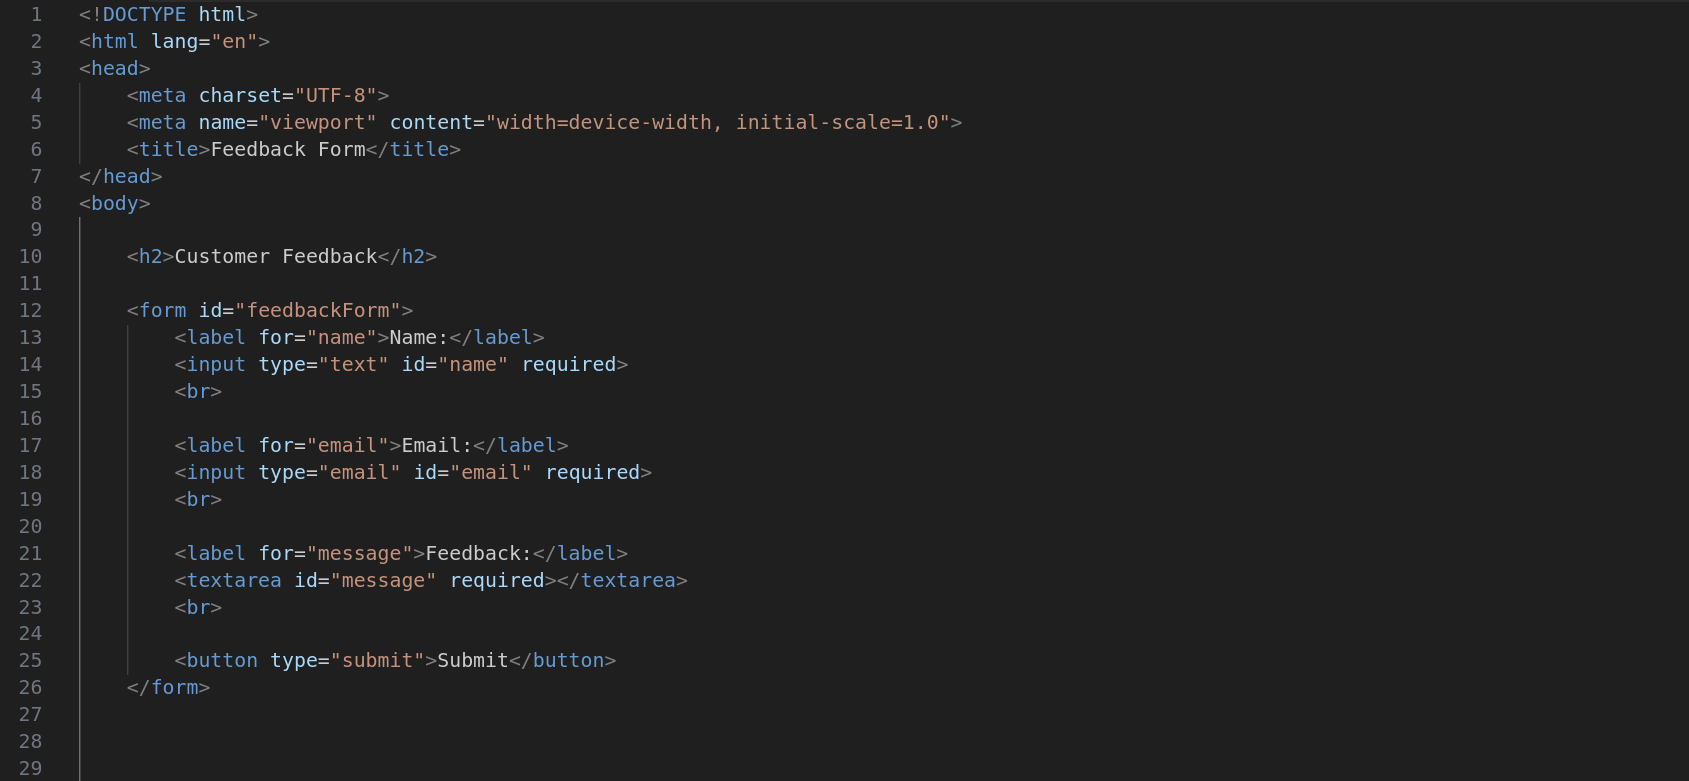 1 <!DOCTYPE html>
2 <html lang="en">
3 <head>
4     <meta charset="UTF-8">
5     <meta name="viewport" content="width=device-width, initial-scale=1.0">
6     <title>Feedback Form</title>
7 </head>
8 <body>
9
10     <h2>Customer Feedback</h2>
11
12     <form id="feedbackForm">
13         <label for="name">Name:</label>
14         <input type="text" id="name" required>
15         <br>
16
17         <label for="email">Email:</label>
18         <input type="email" id="email" required>
19         <br>
20
21         <label for="message">Feedback:</label>
22         <textarea id="message" required></textarea>
23         <br>
24
25         <button type="submit">Submit</button>
26     </form>
27
28
29